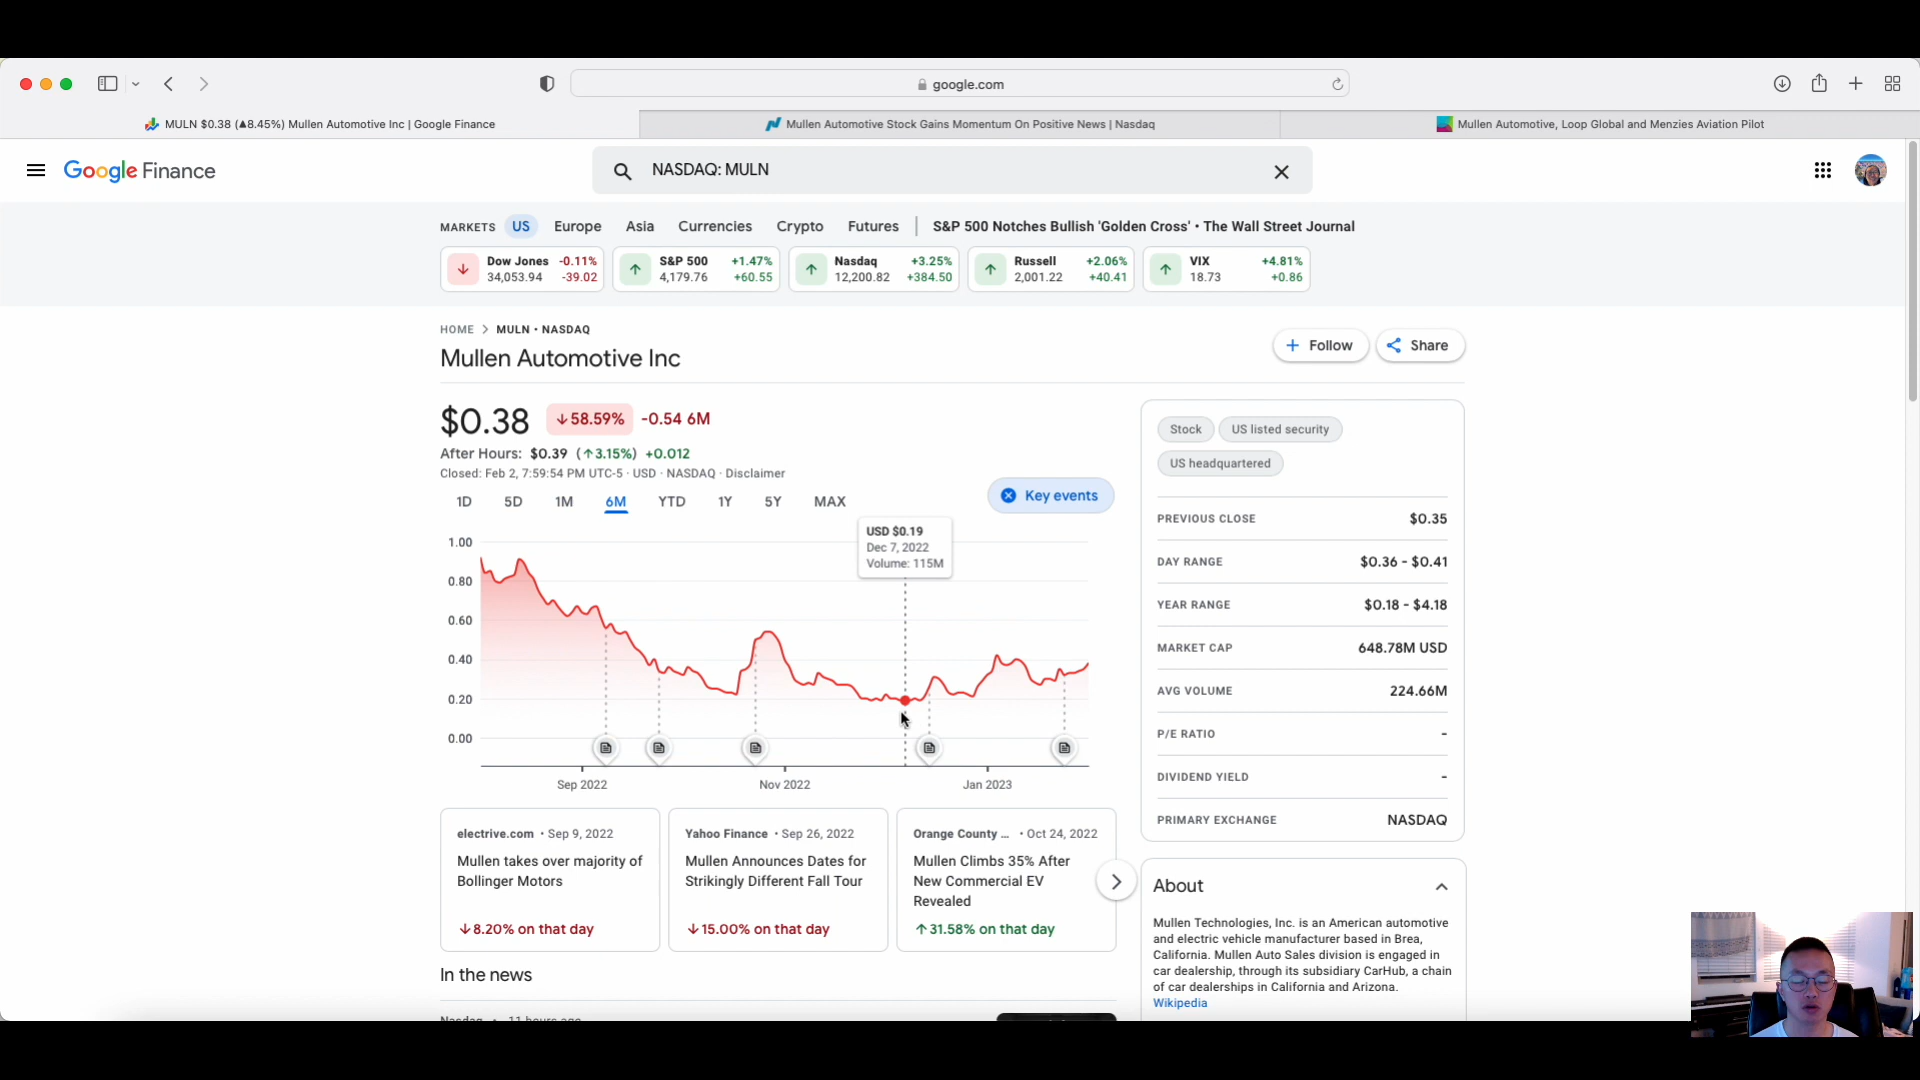 google.com
MULN $0.38 (▲8.45%) Mullen Automotive Inc | Google Finance
Mullen Automotive Stock Gains Momentum On Positive News | Nasdaq
Mullen Automotive, Loop Global and Menzies Aviation Pilot
Google Finance
NASDAQ: MULN
MARKETS US Europe Asia Currencies Crypto Futures S&P 500 Notches Bullish 'Golden Cross' • The Wall Street Journal
Dow Jones -0.11%
34,053.94 -39.02
S&P 500 +1.47%
4,179.76 +60.55
Nasdaq +3.25%
12,200.82 +384.50
Russell +2.06%
2,001.22 +40.41
VIX +4.81%
18.73 +0.86
HOME > MULN • NASDAQ
Mullen Automotive Inc
+ Follow
Share
$0.38 ↓58.59% -0.54 6M
After Hours: $0.39 (↑3.15%) +0.012
Closed: Feb 2, 7:59:54 PM UTC-5 · USD · NASDAQ · Disclaimer
1D 5D 1M 6M YTD 1Y 5Y MAX
Key events
USD $0.19
Dec 7, 2022
Volume: 115M
1.00
0.80
0.60
0.40
0.20
0.00
Sep 2022 Nov 2022 Jan 2023
Stock US listed security
US headquartered
PREVIOUS CLOSE $0.35
DAY RANGE $0.36 - $0.41
YEAR RANGE $0.18 - $4.18
MARKET CAP 648.78M USD
AVG VOLUME 224.66M
P/E RATIO -
DIVIDEND YIELD -
PRIMARY EXCHANGE NASDAQ
electrive.com • Sep 9, 2022
Mullen takes over majority of
Bollinger Motors
↓8.20% on that day
Yahoo Finance • Sep 26, 2022
Mullen Announces Dates for
Strikingly Different Fall Tour
↓15.00% on that day
Orange County ... • Oct 24, 2022
Mullen Climbs 35% After
New Commercial EV
Revealed
↑31.58% on that day
About
Mullen Technologies, Inc. is an American automotive
and electric vehicle manufacturer based in Brea,
California. Mullen Auto Sales division is engaged in
car dealership, through its subsidiary CarHub, a chain
of car dealerships in California and Arizona.
Wikipedia
In the news
Nasdaq • 11 hours ago